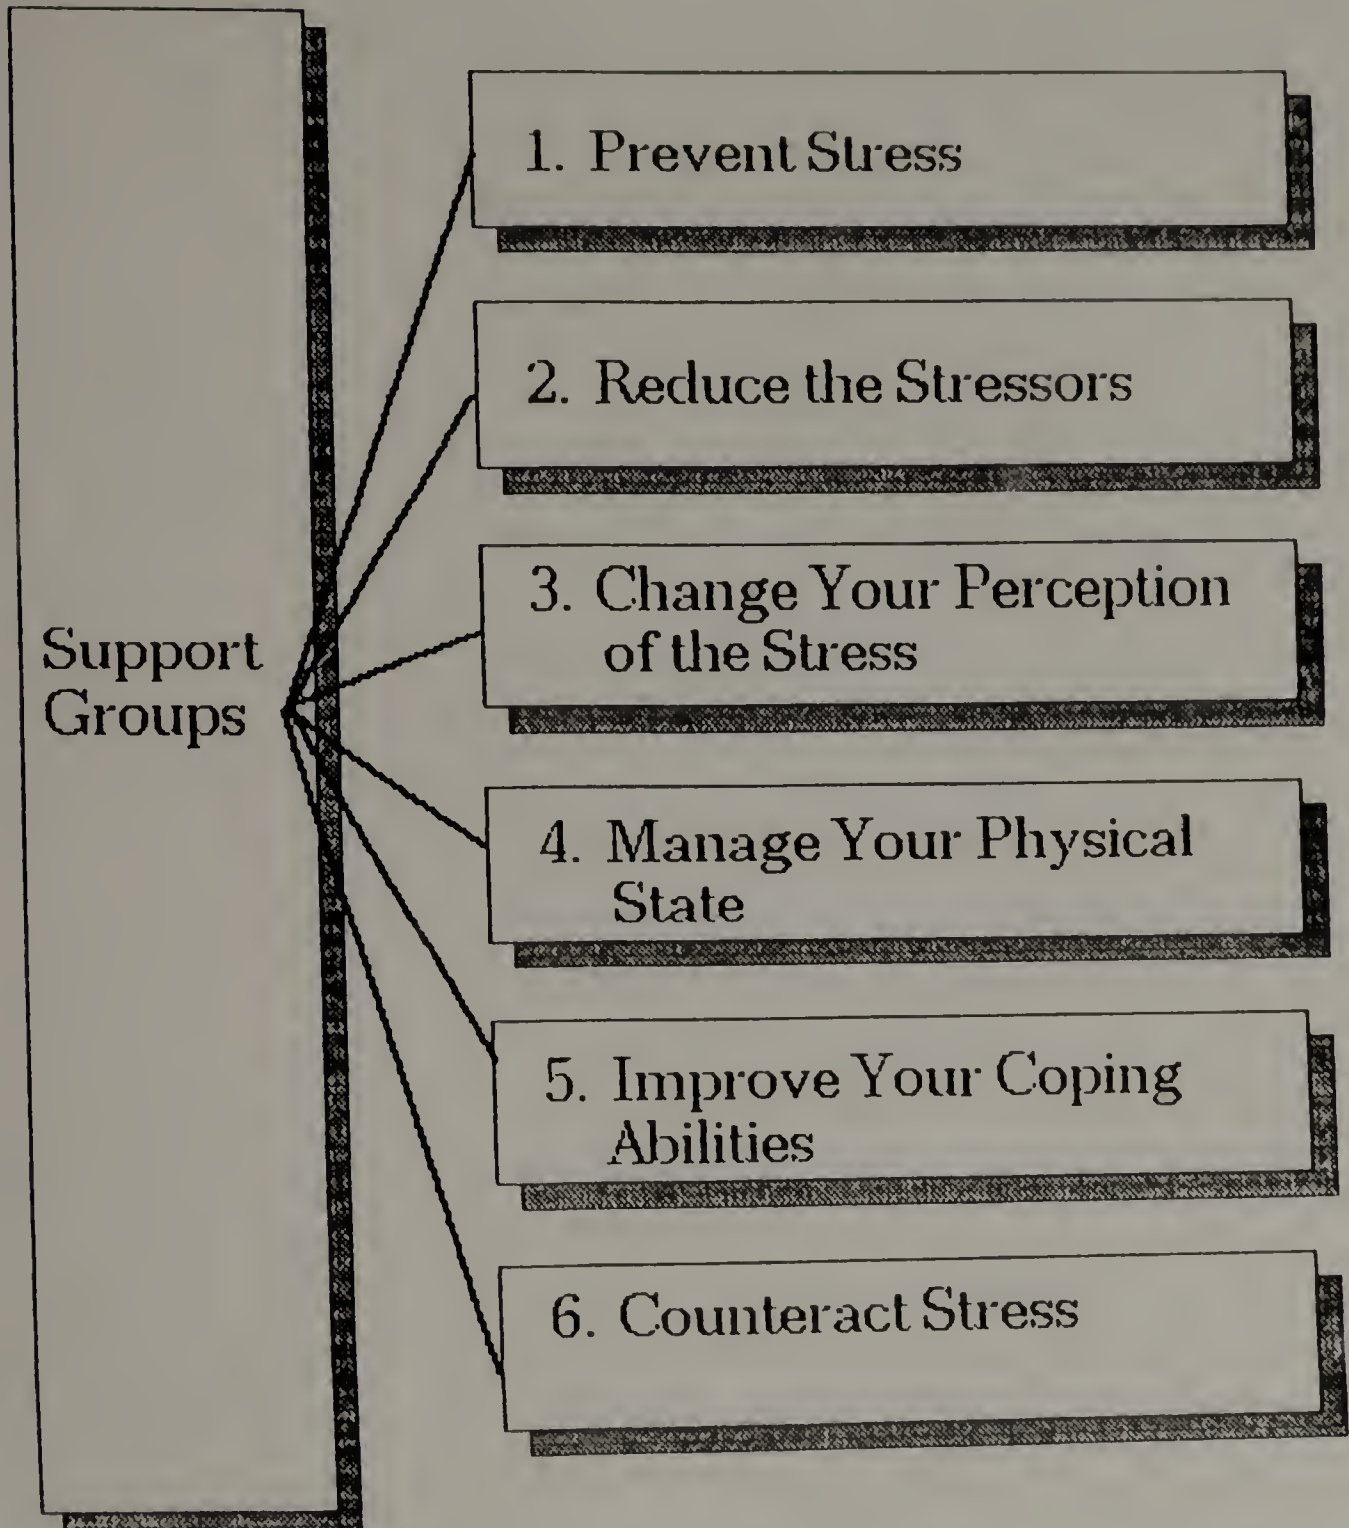 Support
Groups
1. Prevent Stress
2. Reduce the Stressors
3. Change Your Perception
of the Stress
4. Manage Your Physical
State
5. Improve Your Coping
Abilities
6. Counteract Stress